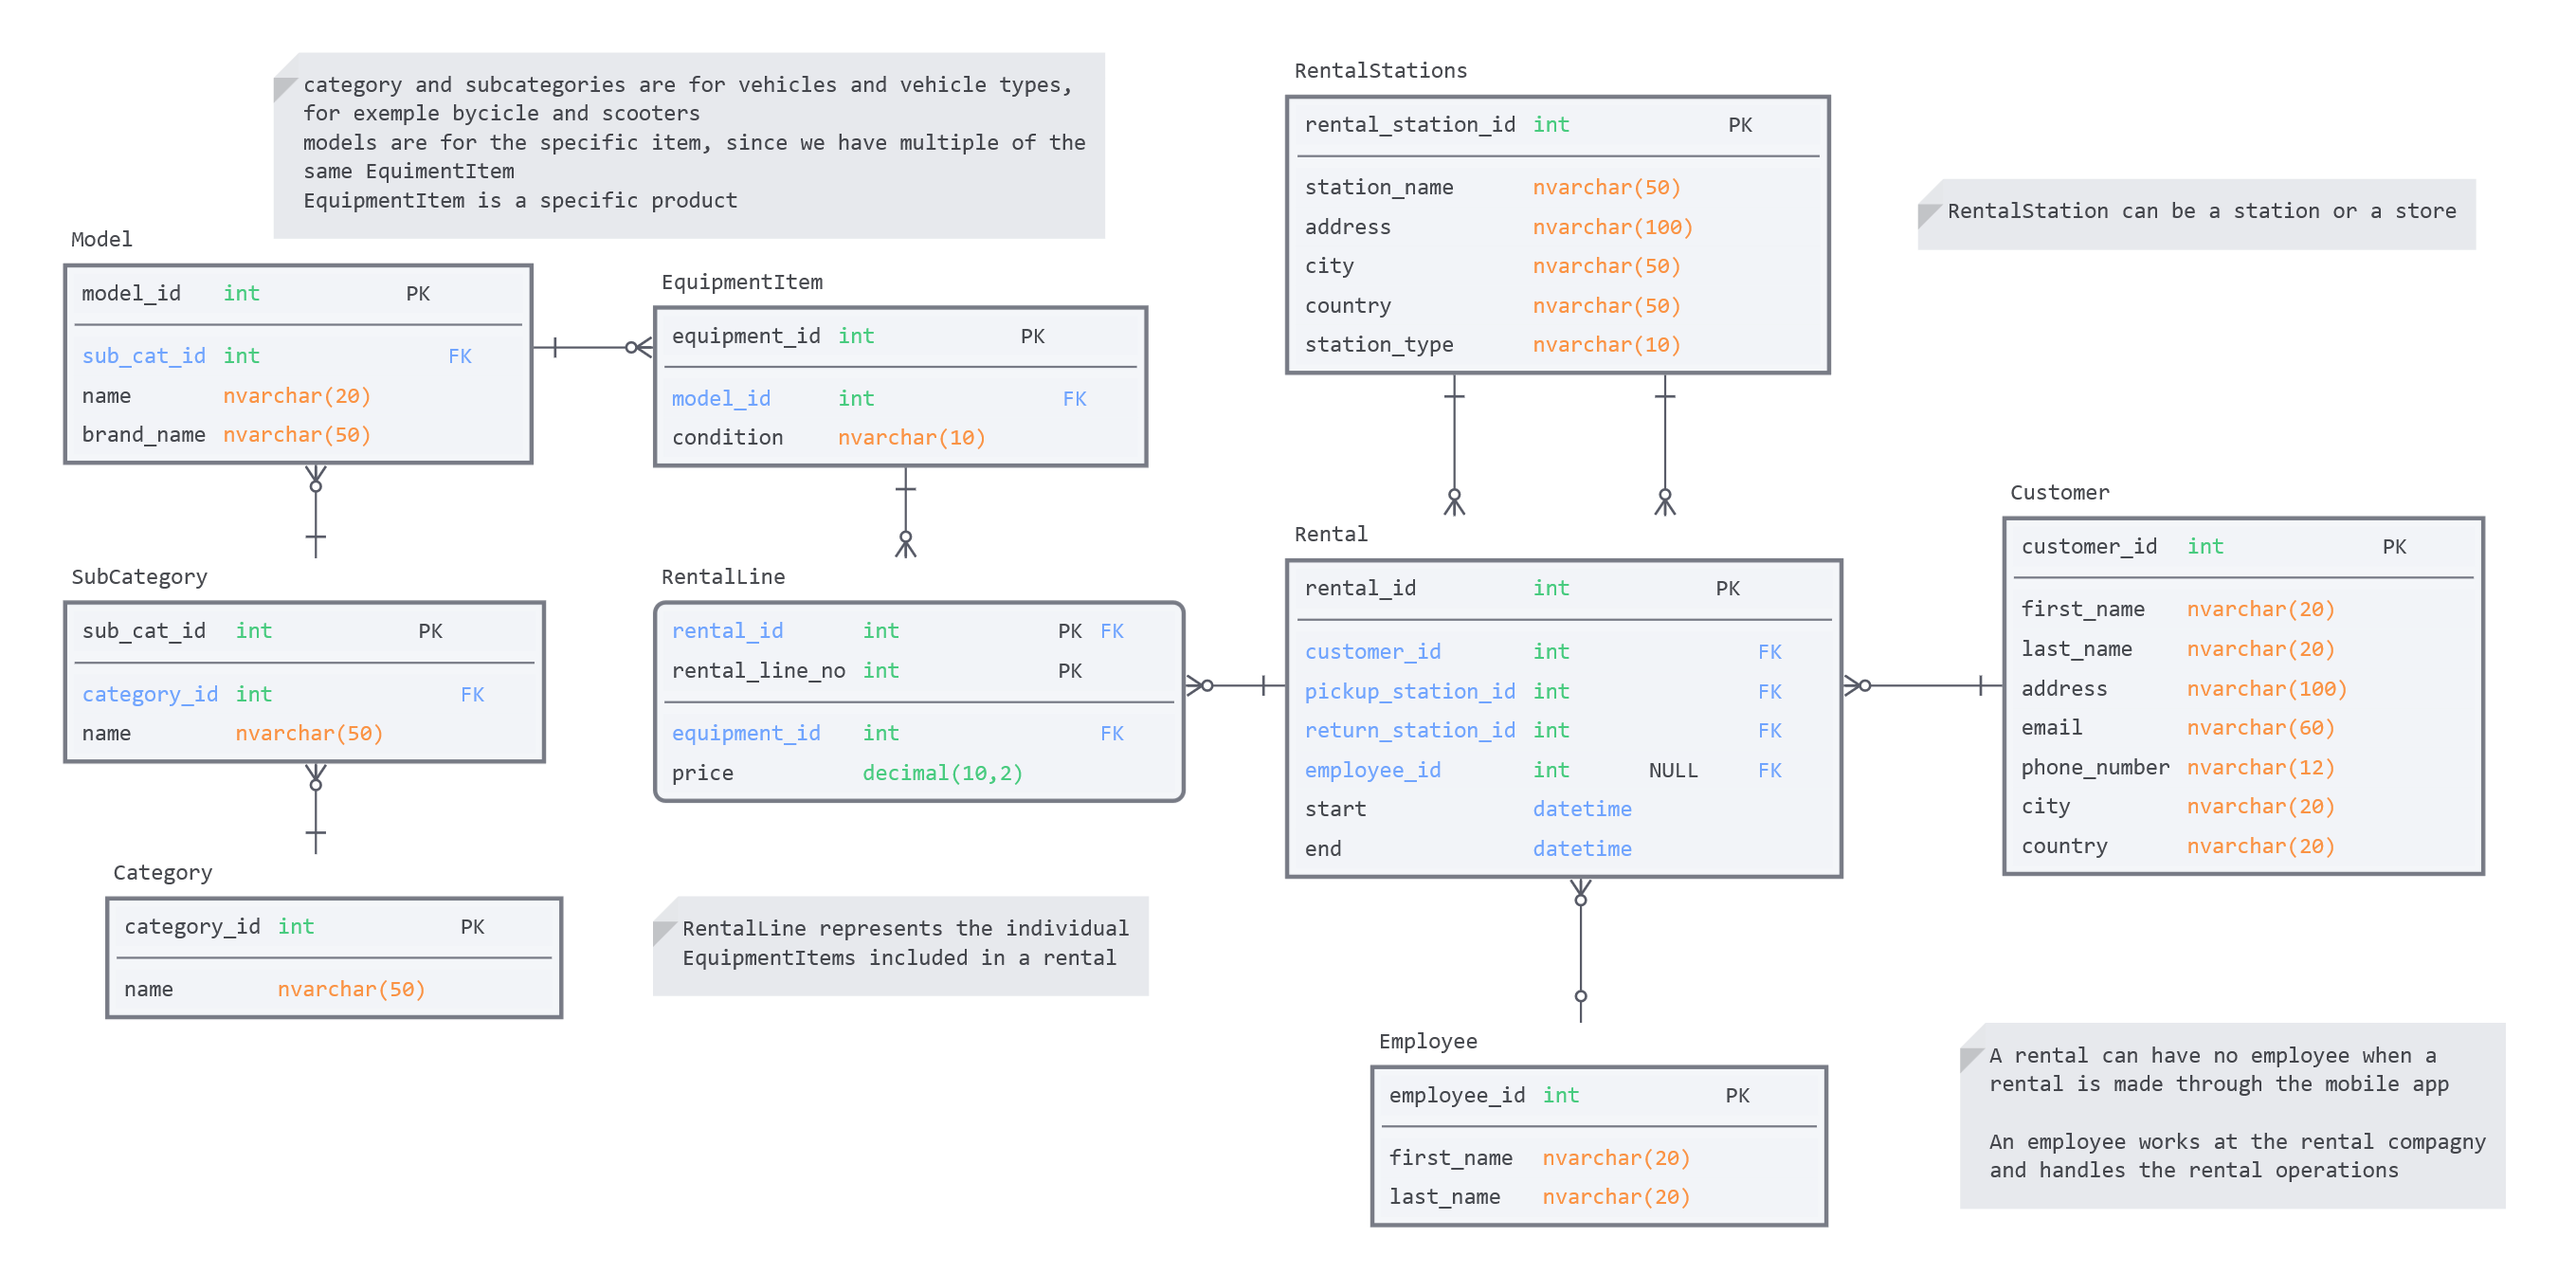 category and subcategories are for vehicles and vehicle types,
for exemple bycicle and scooters
models are for the specific item, since we have multiple of the
same EquimentItem
EquipmentItem is a specific product
Model
model_id int PK
sub_cat_id int FK
name nvarchar(20)
brand_name nvarchar(50)
EquipmentItem
equipment_id int PK
model_id int FK
condition nvarchar(10)
SubCategory
sub_cat_id int PK
category_id int FK
name nvarchar(50)
RentalLine
rental_id int PK FK
rental_line_no int PK
equipment_id int FK
price decimal(10,2)
Category
category_id int PK
name nvarchar(50)
RentalLine represents the individual
EquipmentItems included in a rental
RentalStations
rental_station_id int PK
station_name nvarchar(50)
address nvarchar(100)
city nvarchar(50)
country nvarchar(50)
station_type nvarchar(10)
RentalStation can be a station or a store
Rental
rental_id int PK
customer_id int FK
pickup_station_id int FK
return_station_id int FK
employee_id int NULL FK
start datetime
end datetime
Customer
customer_id int PK
first_name nvarchar(20)
last_name nvarchar(20)
address nvarchar(100)
email nvarchar(60)
phone_number nvarchar(12)
city nvarchar(20)
country nvarchar(20)
Employee
employee_id int PK
first_name nvarchar(20)
last_name nvarchar(20)
A rental can have no employee when a
rental is made through the mobile app
An employee works at the rental compagny
and handles the rental operations